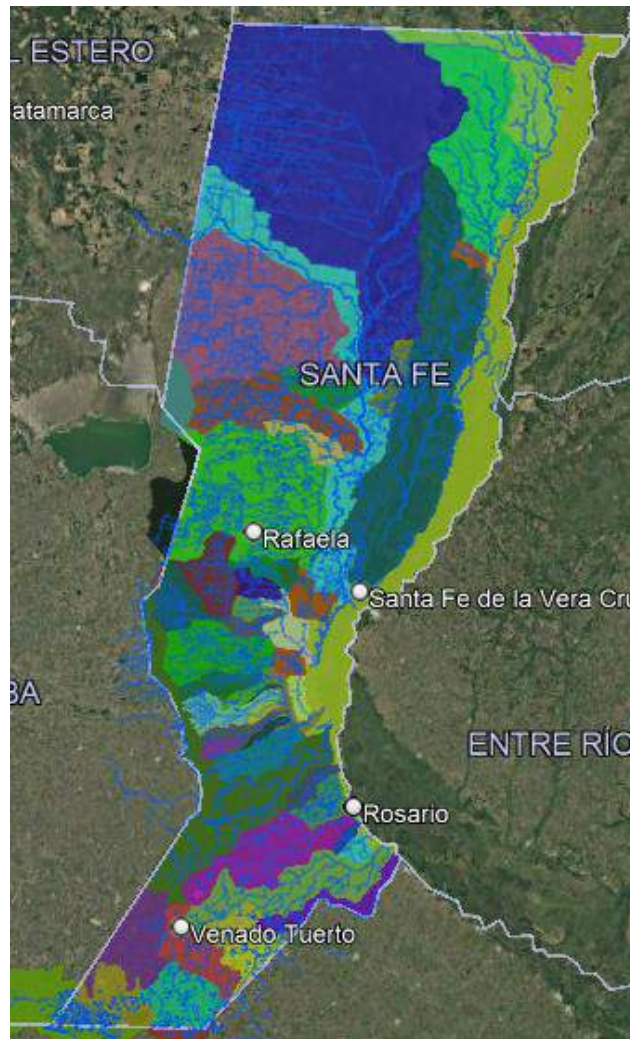 L ESTERO
atamarca
SANTA FE
Rafaela
Santa Fe de la Vera Cru
BA
ENTRE RÍO
Rosario
Venado Tuerto